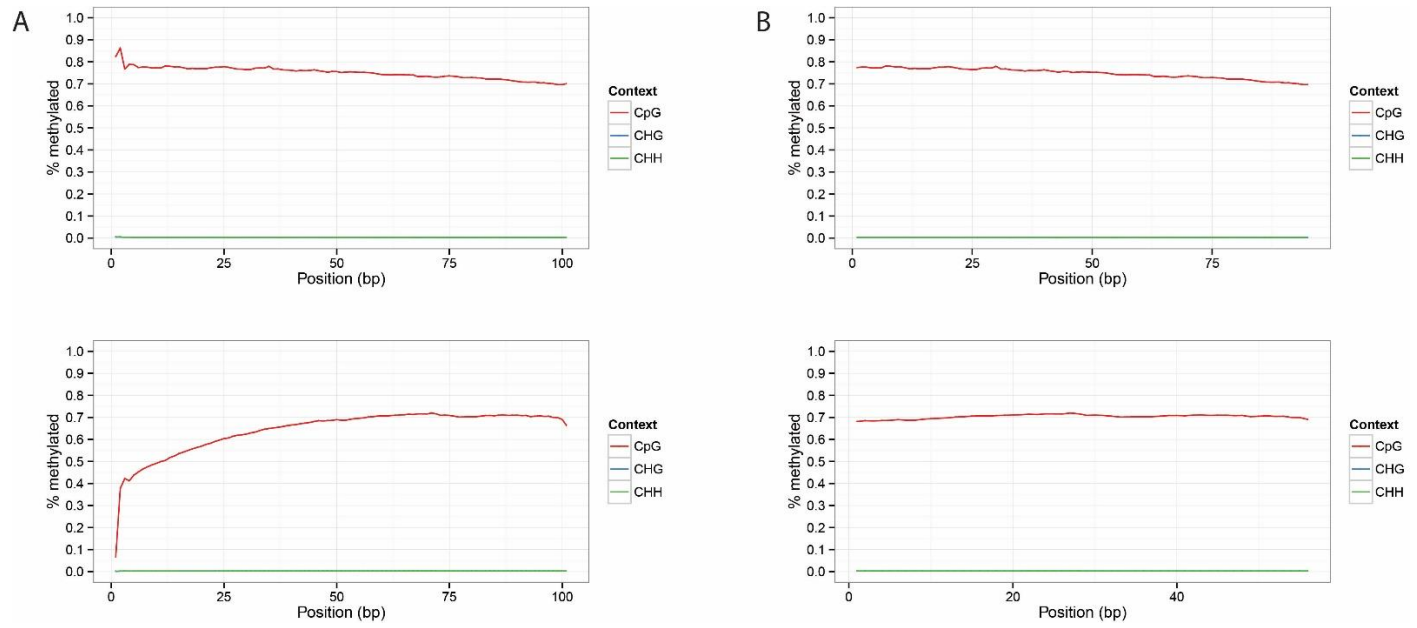 A
1.0
0.9
0.8
0.7
0.6
0.5
0.4
0.3
0.2
0.1
0.0
% methylated
0 25 50 75 100
Position (bp)
Context
CpG
CHG
CHH
B
1.0
0.9
0.8
0.7
0.6
0.5
0.4
0.3
0.2
0.1
0.0
% methylated
0 25 50 75
Position (bp)
Context
CpG
CHG
CHH
1.0
0.9
0.8
0.7
0.6
0.5
0.4
0.3
0.2
0.1
0.0
% methylated
0 25 50 75 100
Position (bp)
Context
CpG
CHG
CHH
1.0
0.9
0.8
0.7
0.6
0.5
0.4
0.3
0.2
0.1
0.0
% methylated
0 20 40
Position (bp)
Context
CpG
CHG
CHH